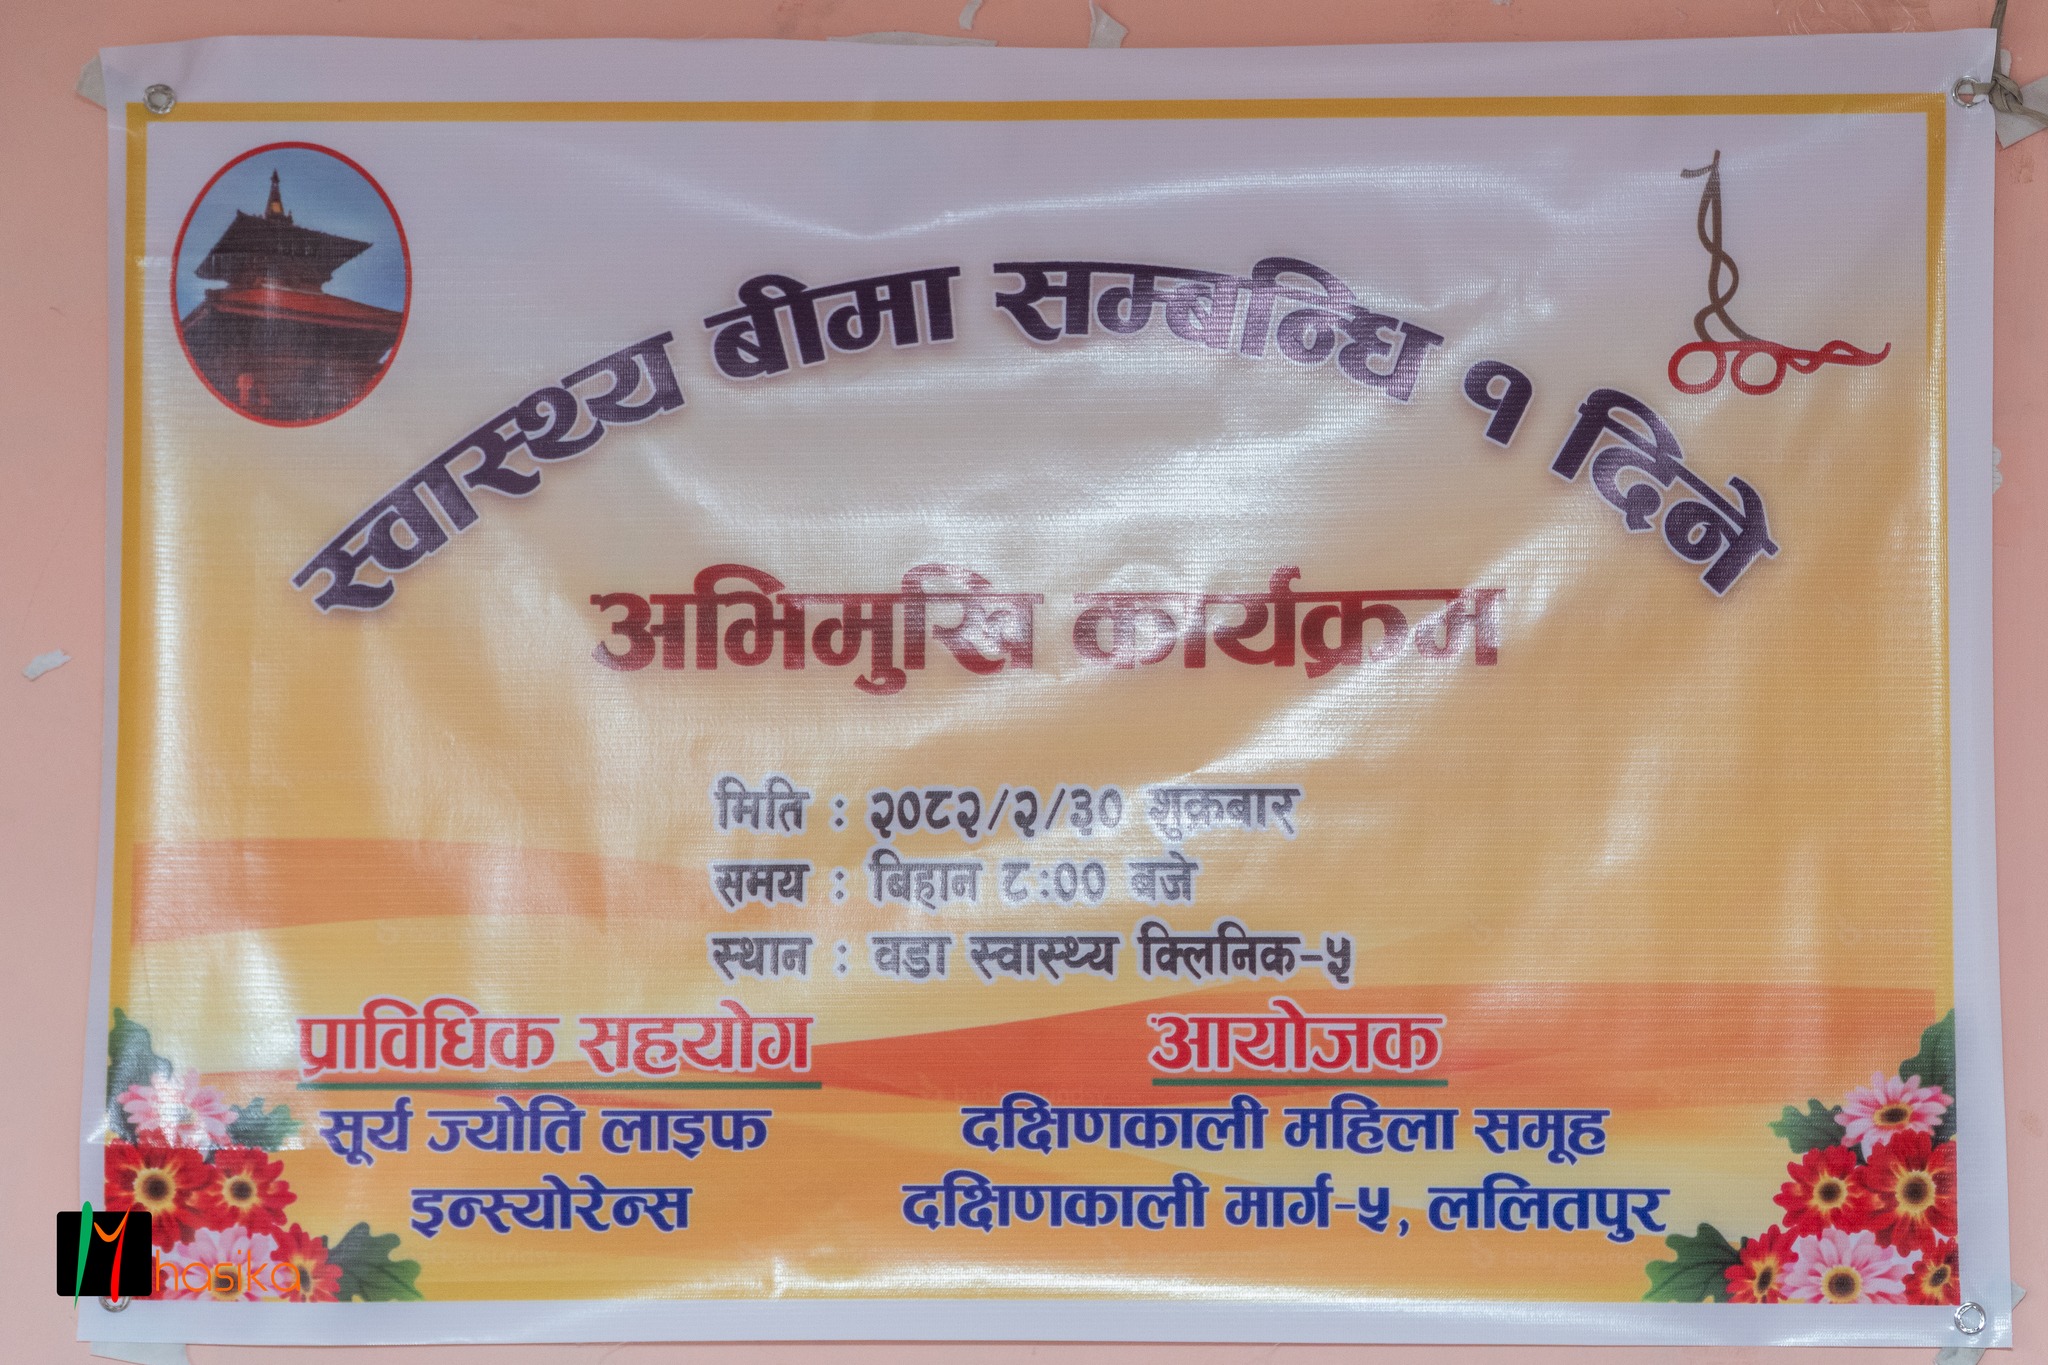 स्वास्थ्य बीमा सम्बन्धि १ दिने
अभिमुखि कार्यक्रम
मिति : २०८२/२/३० शुक्रबार
समय : बिहान ८:०० बजे
स्थान : वडा स्वास्थ्य क्लिनिक-५
प्राविधिक सहयोग
सूर्य ज्योति लाइफ
इन्स्योरेन्स
आयोजक
दक्षिणकाली महिला समूह
दक्षिणकाली मार्ग-५, ललितपुर
Mhasika